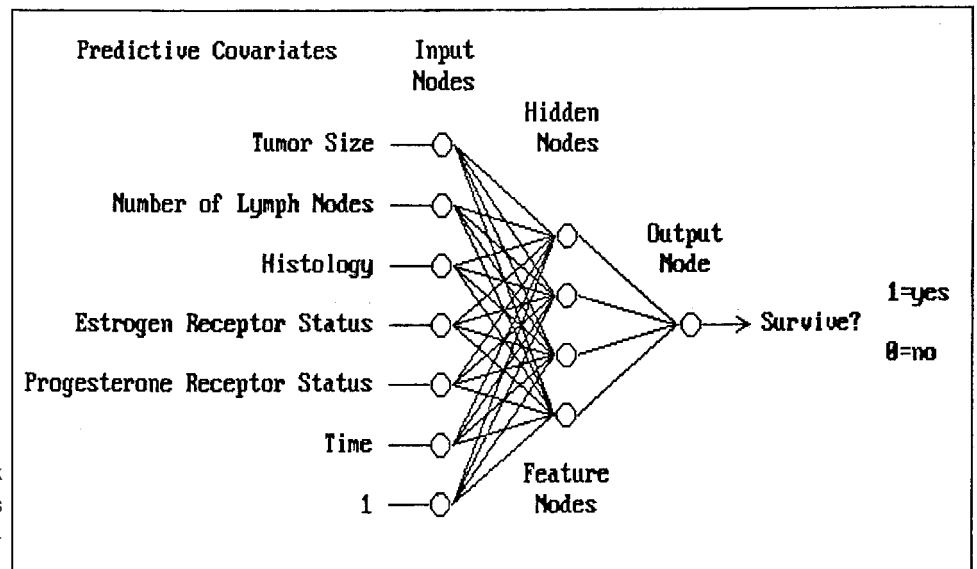 Predictive Covariates
Input
Nodes
Hidden
Nodes
Tumor Size
Number of Lymph Nodes
Histology
Estrogen Receptor Status
Progesterone Receptor Status
Time
1
Output
Node
Survive?
1=yes
0=no
Feature
Nodes